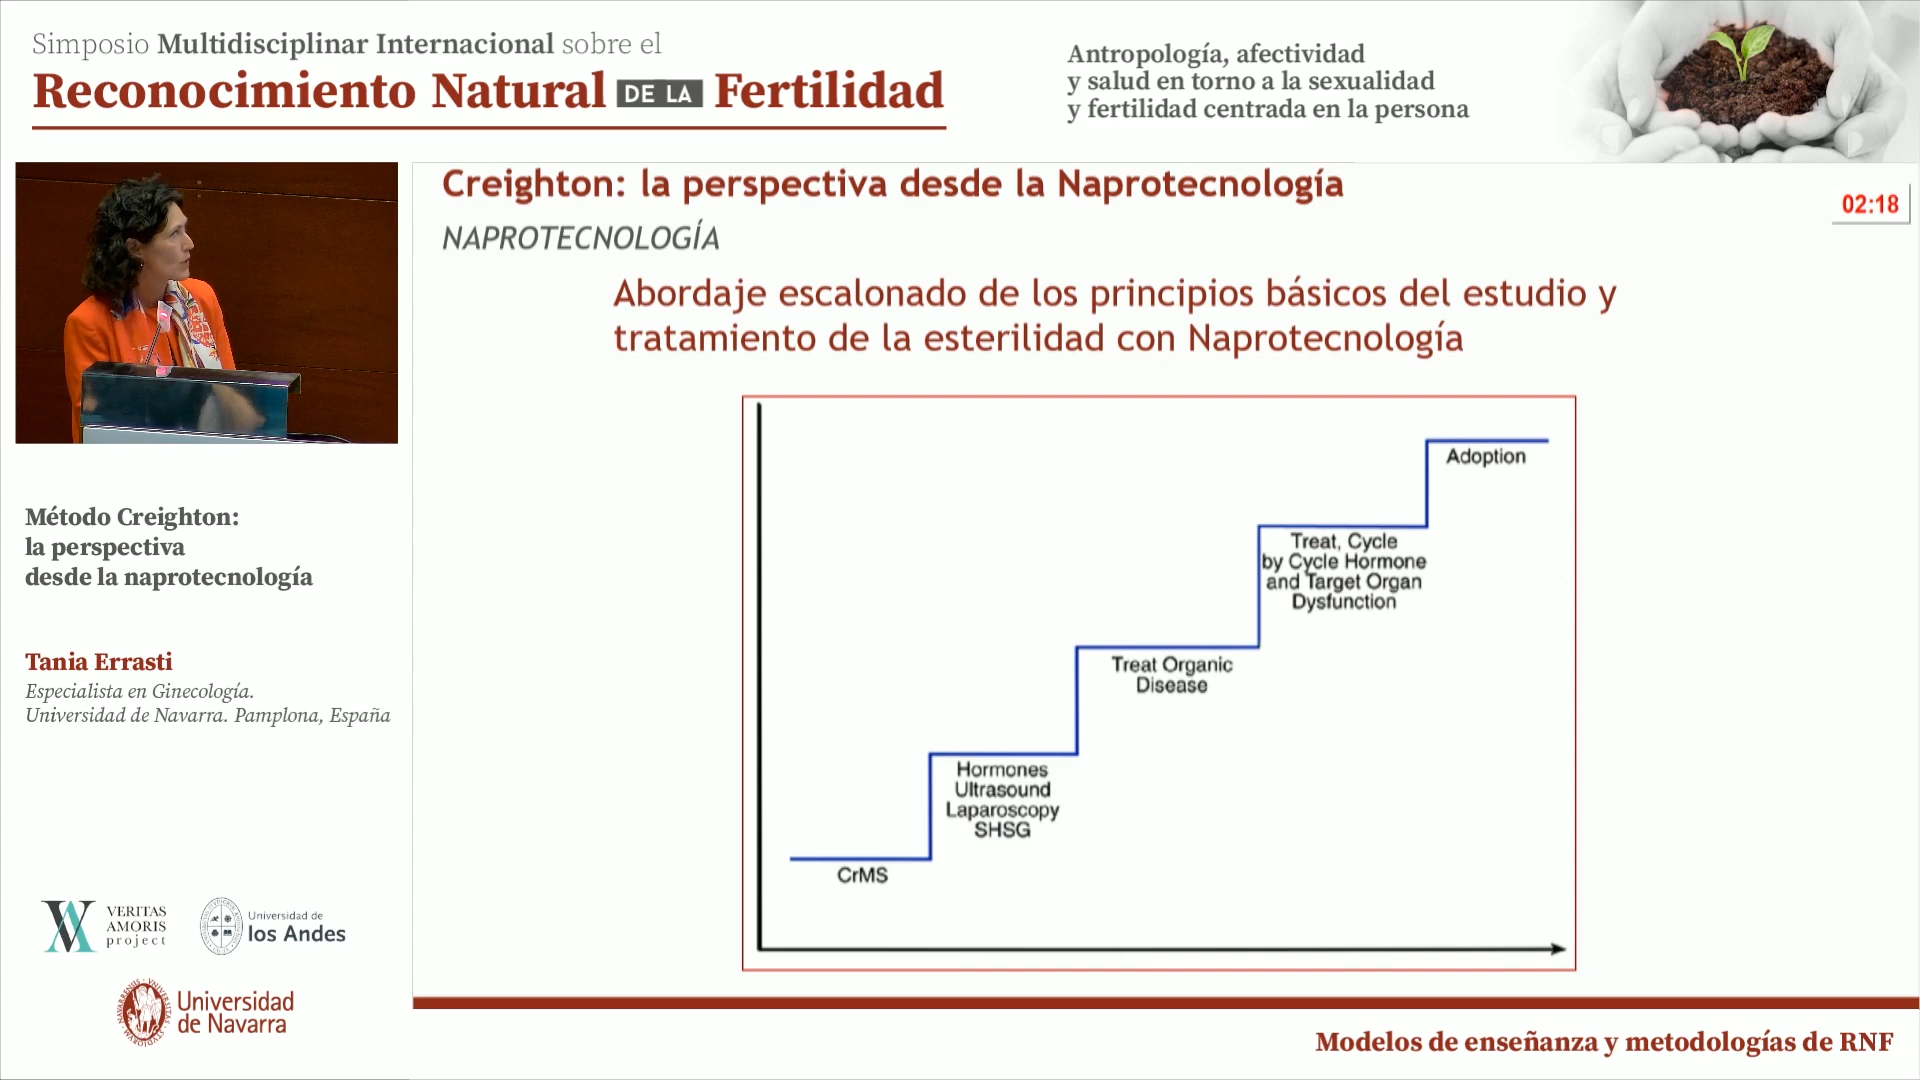 Simposio Multidisciplinar Internacional sobre el
Reconocimiento Natural DE LA Fertilidad
Antropología, afectividad
y salud en torno a la sexualidad
y fertilidad centrada en la persona
Creighton: la perspectiva desde la Naprotecnología
02:18
NAPROTECNOLOGÍA
Abordaje escalonado de los principios básicos del estudio y
tratamiento de la esterilidad con Naprotecnología
Adoption
Treat, Cycle
by Cycle Hormone
and Target Organ
Dysfunction
Treat Organic
Disease
Hormones
Ultrasound
Laparoscopy
SHSG
CrMS
Método Creighton:
la perspectiva
desde la naprotecnología
Tania Errasti
Especialista en Ginecología.
Universidad de Navarra. Pamplona, España
VERITAS
AMORIS
project
Universidad de
los Andes
Universidad
de Navarra
Modelos de enseñanza y metodologías de RNF